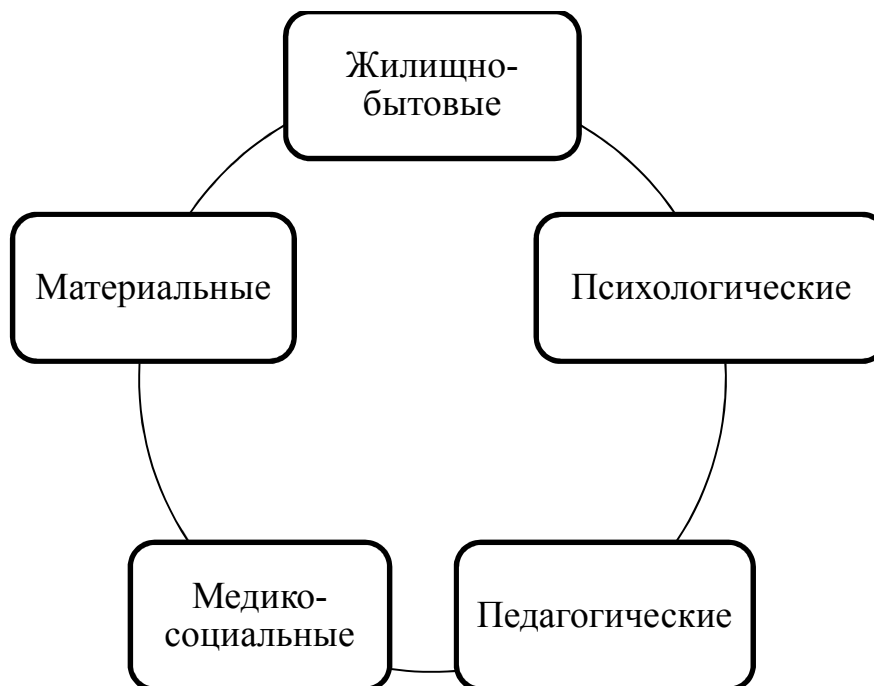 Жилищно-
бытовые
Материальные
Психологические
Медико-
социальные
Педагогические